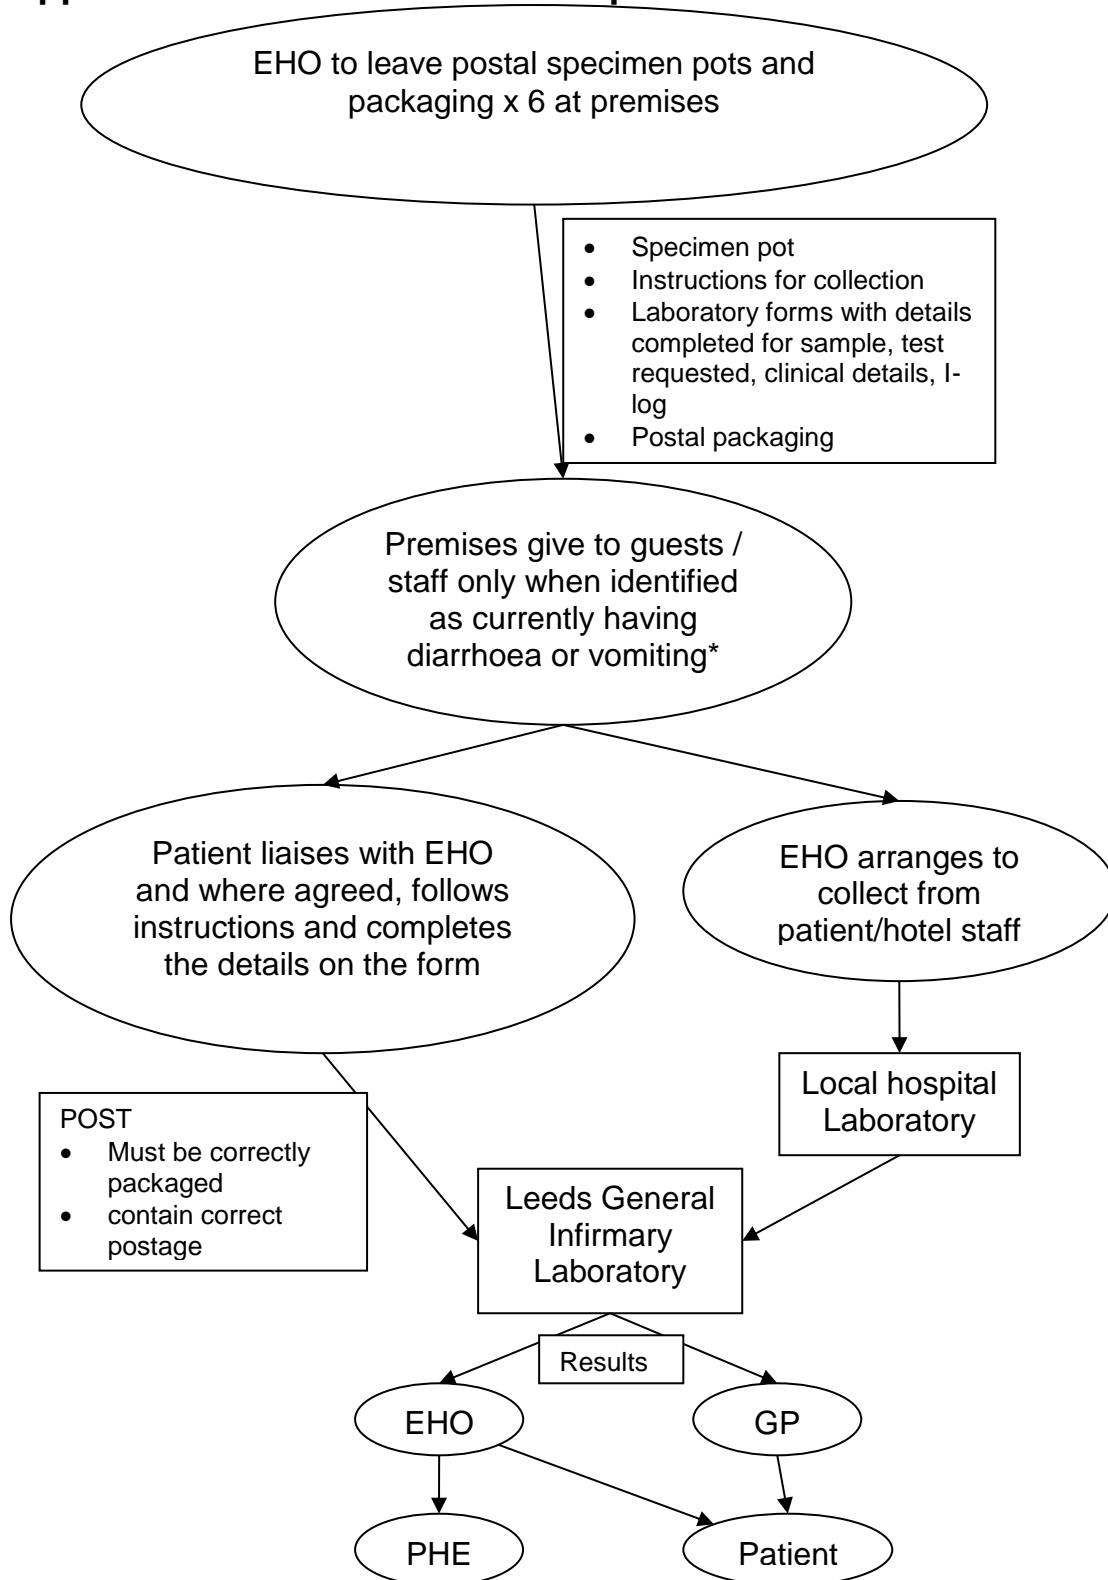 EHO to leave postal specimen pots and
packaging x 6 at premises
• Specimen pot
• Instructions for collection
• Laboratory forms with details
completed for sample, test
requested, clinical details, I-
log
• Postal packaging
Premises give to guests /
staff only when identified
as currently having
diarrhoea or vomiting*
Patient liaises with EHO
and where agreed, follows
instructions and completes
the details on the form
EHO arranges to
collect from
patient/hotel staff
Local hospital
Laboratory
POST
• Must be correctly
packaged
• contain correct
postage
Leeds General
Infirmary
Laboratory
Results
EHO
GP
PHE
Patient